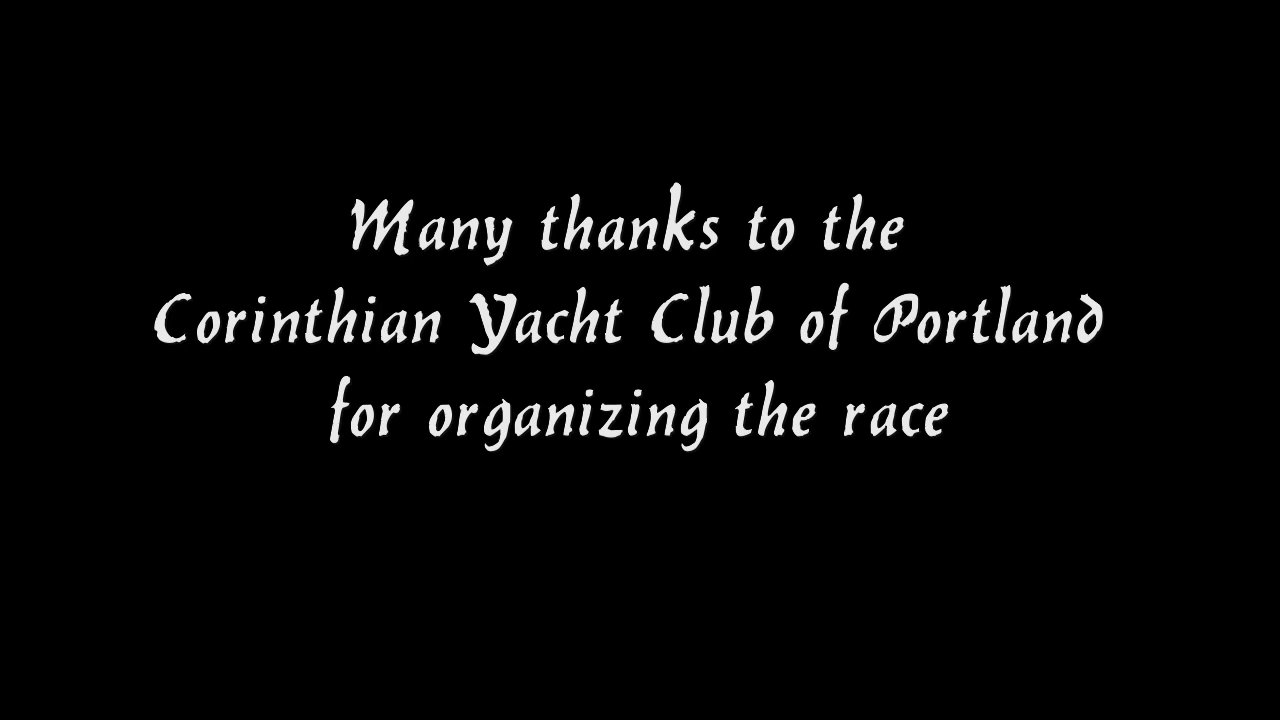 Many thanks to the
Corinthian Yacht Club of Portland
for organizing the race